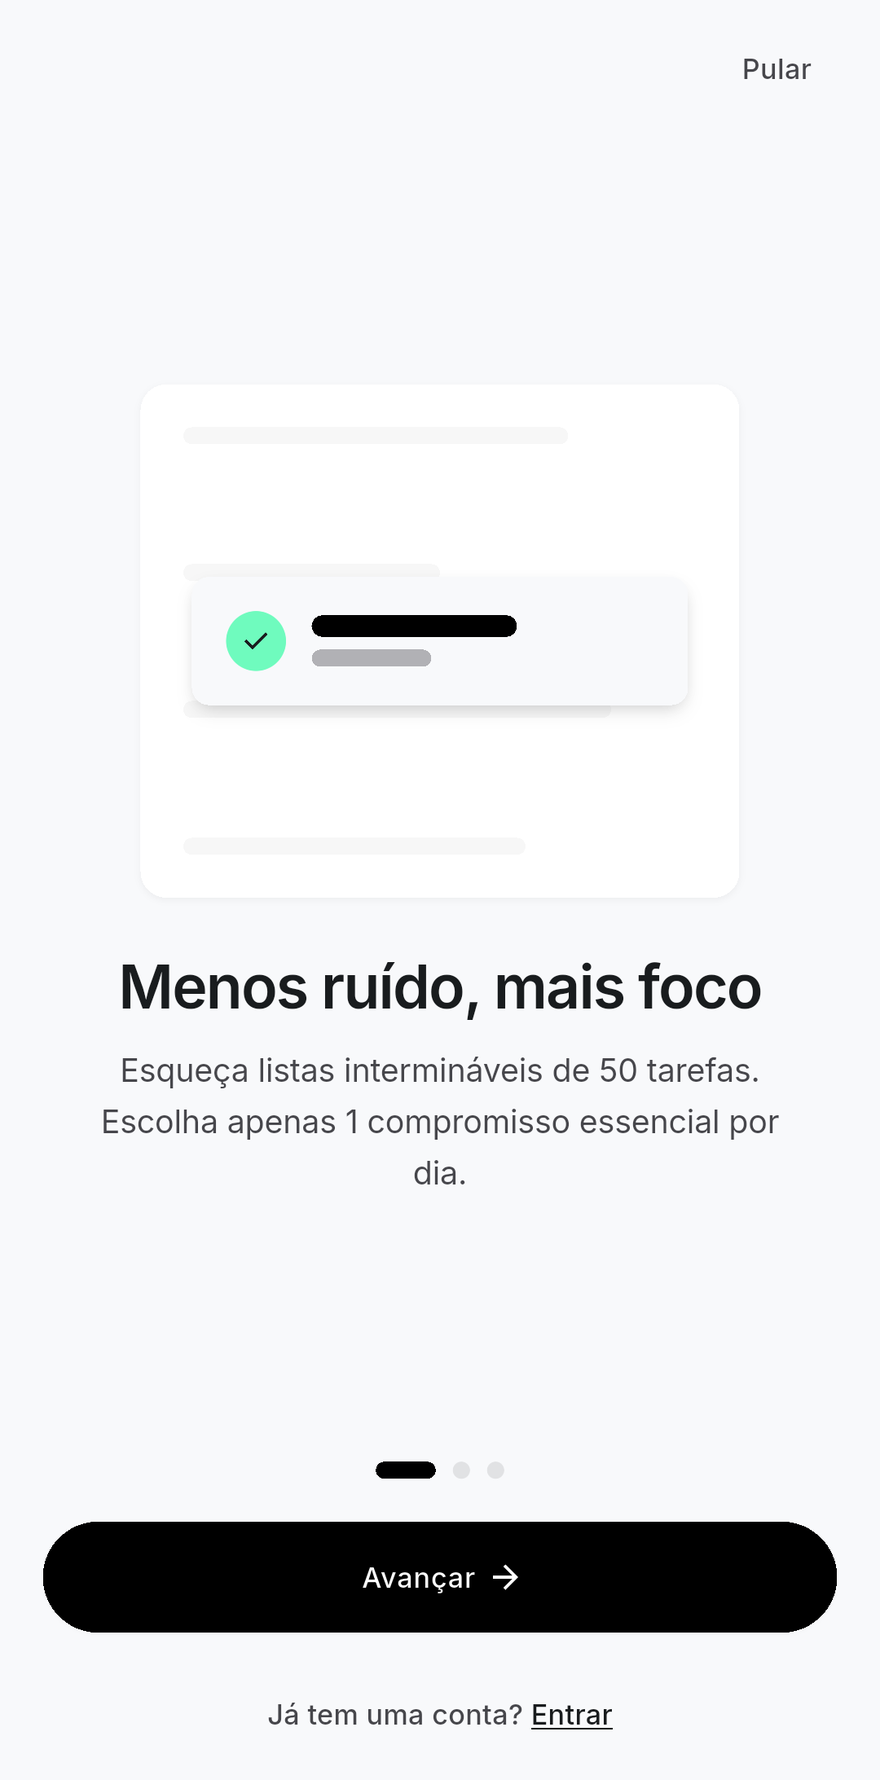 Pular
Menos ruído, mais foco
Esqueça listas intermináveis de 50 tarefas.
Escolha apenas 1 compromisso essencial por
dia.
Avançar
Já tem uma conta? Entrar